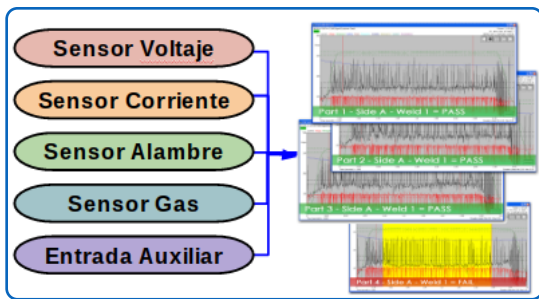 Sensor Voltaje
Sensor Corriente
Sensor Alambre
Sensor Gas
Entrada Auxiliar
Part 1 - Side A - Weld 1 = PASS
Part 2 - Side A - Weld 1 = PASS
Part 3 - Side A - Weld 1 = PASS
Part 4 - Side A - Weld 1 = FAIL